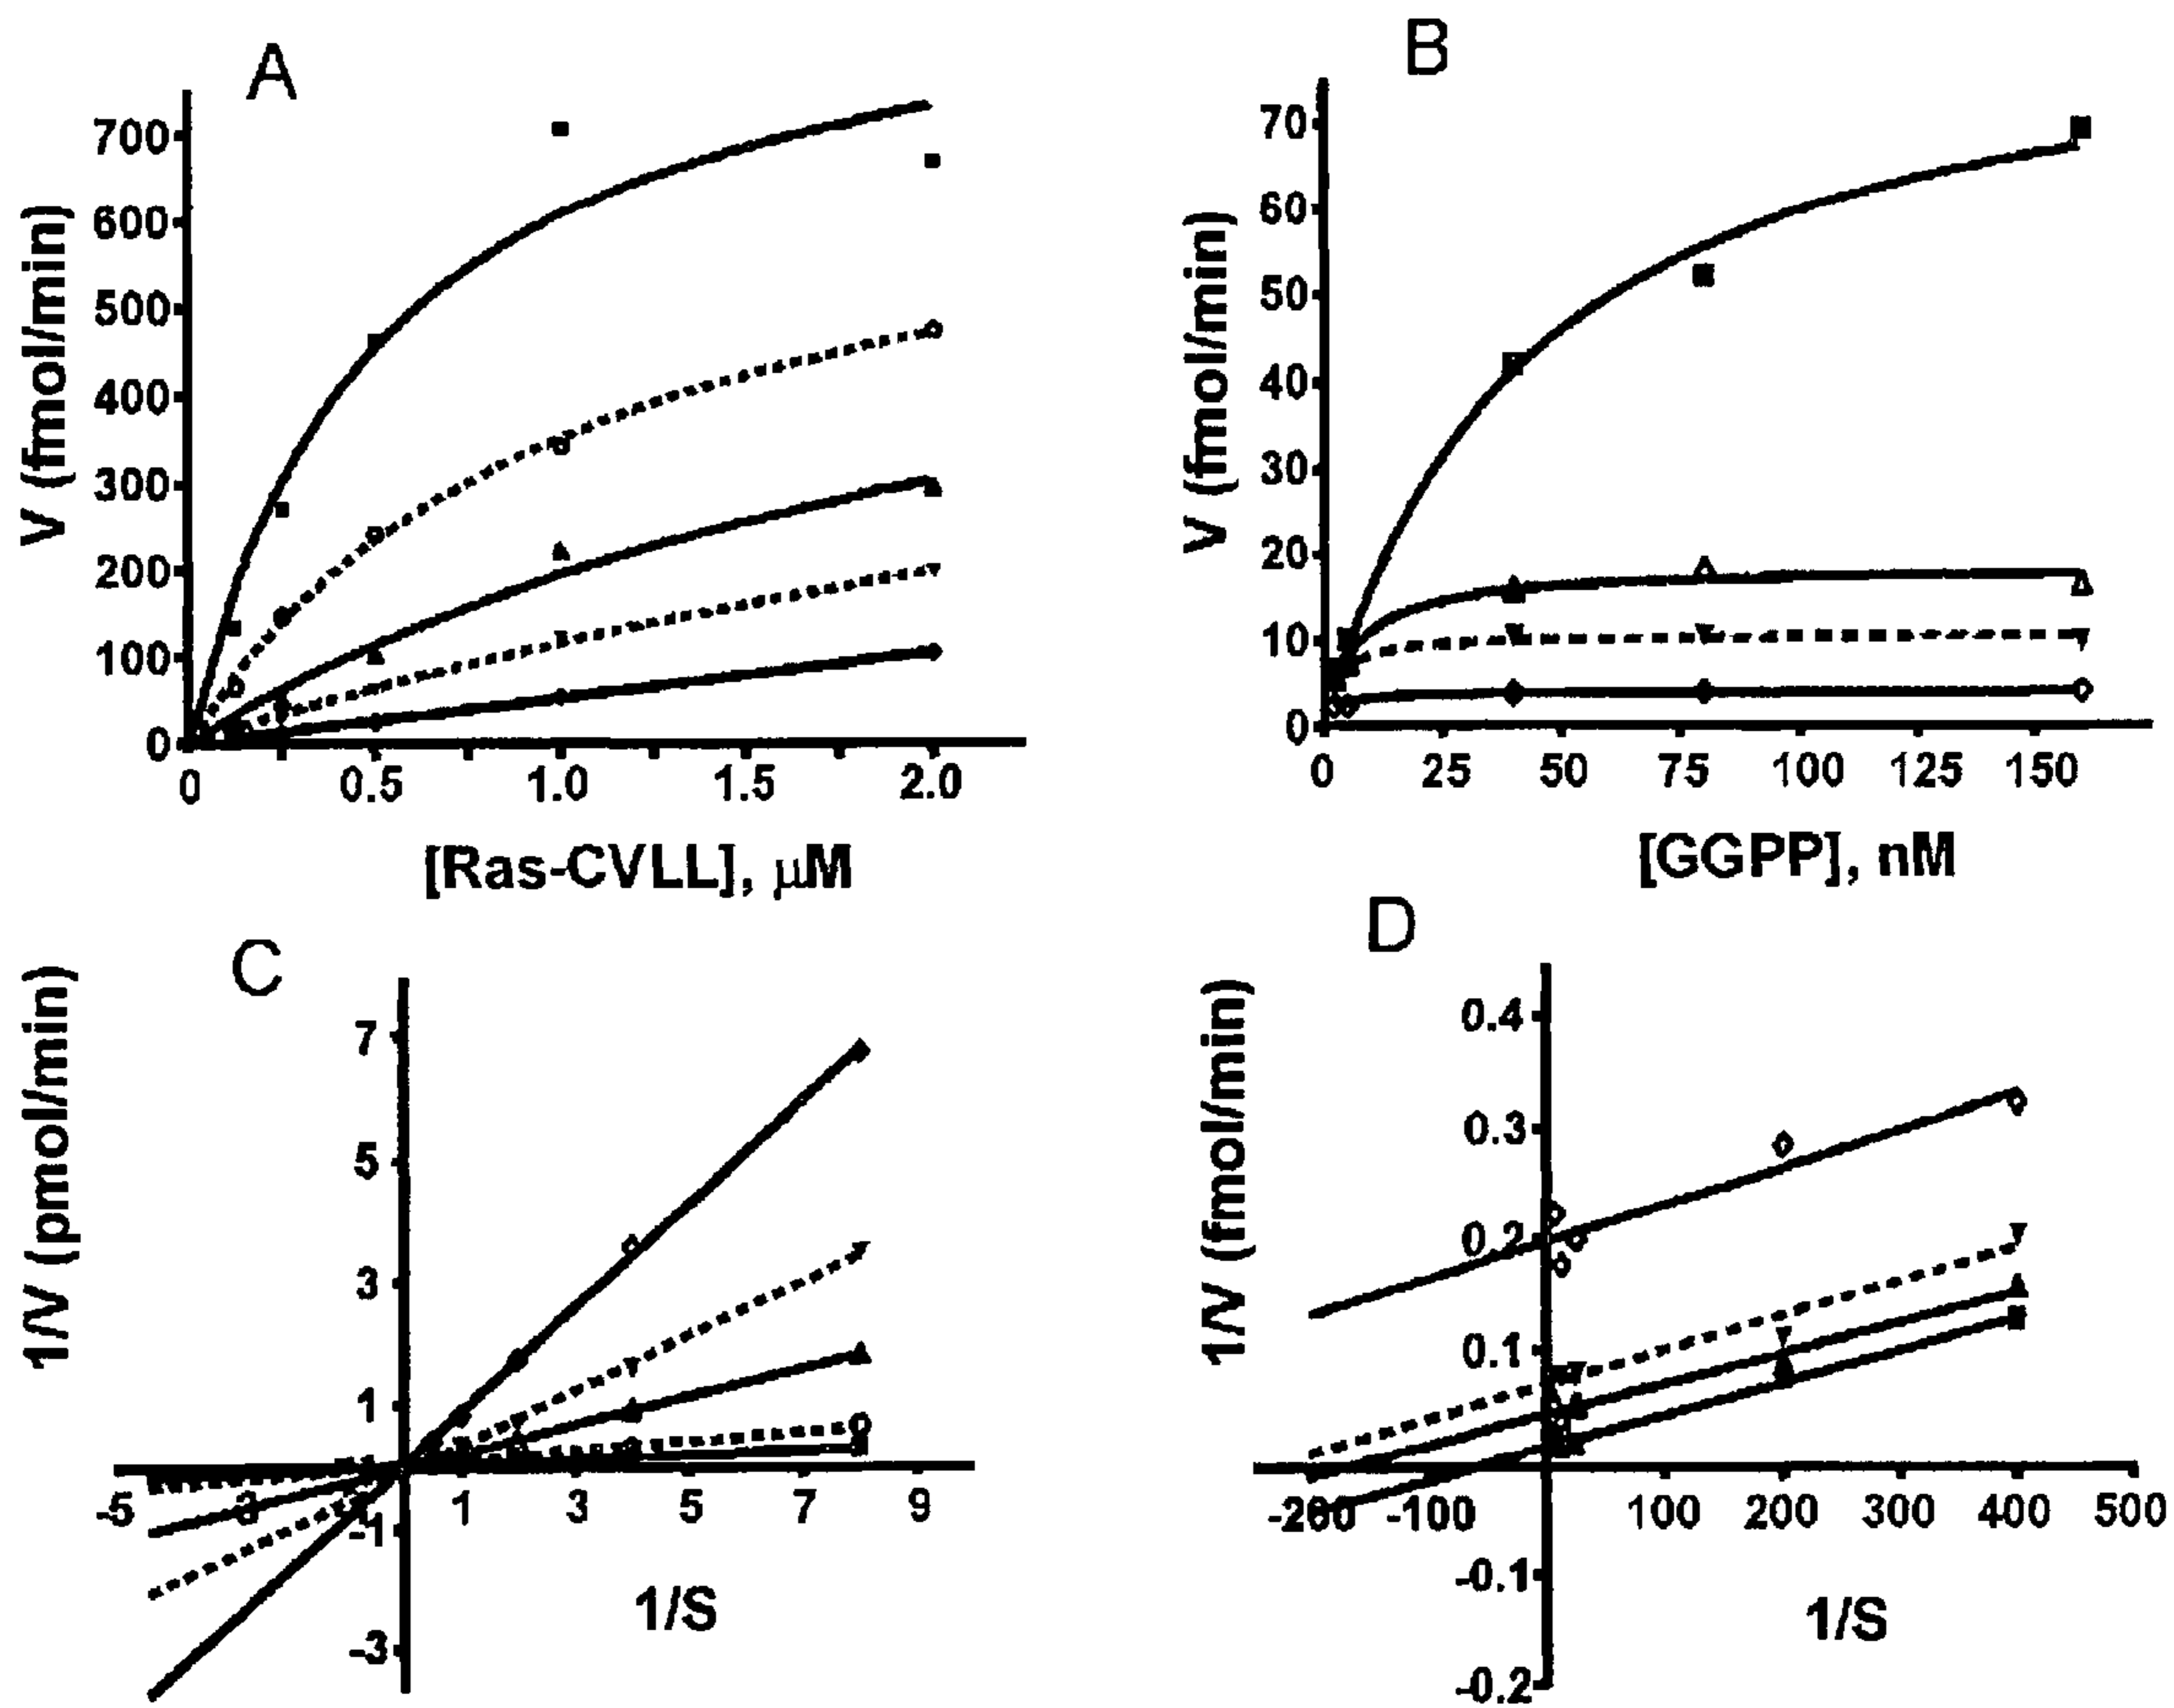 A
V (fmol/min)
700
600
500
400
300
200
100
0
0 0.5 1.0 1.5 2.0
[Ras-CVLL], μM
B
V (fmol/min)
70
60
50
40
30
20
10
0
0 25 50 75 100 125 150
[GGPP], nM
C
1/V (pmol/min)
7
5
3
1
-5 -3 1 3 5 7 9
-1
-3
1/S
D
1/V (fmol/min)
0.4
0.3
0.2
0.1
-200 -100 100 200 300 400 500
-0.1
-0.2
1/S